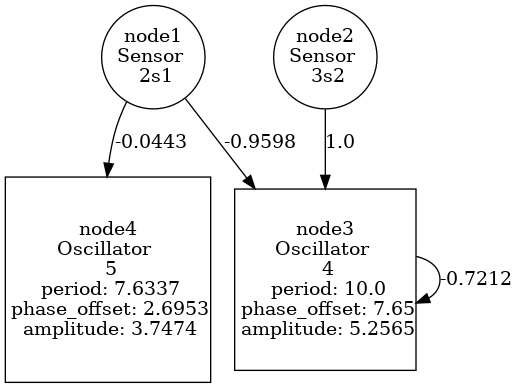 node1
Sensor
2s1
node2
Sensor
3s2
-0.0443
-0.9598
1.0
node4
Oscillator
5
period: 7.6337
phase_offset: 2.6953
amplitude: 3.7474
node3
Oscillator
4
period: 10.0
phase_offset: 7.65
amplitude: 5.2565
-0.7212